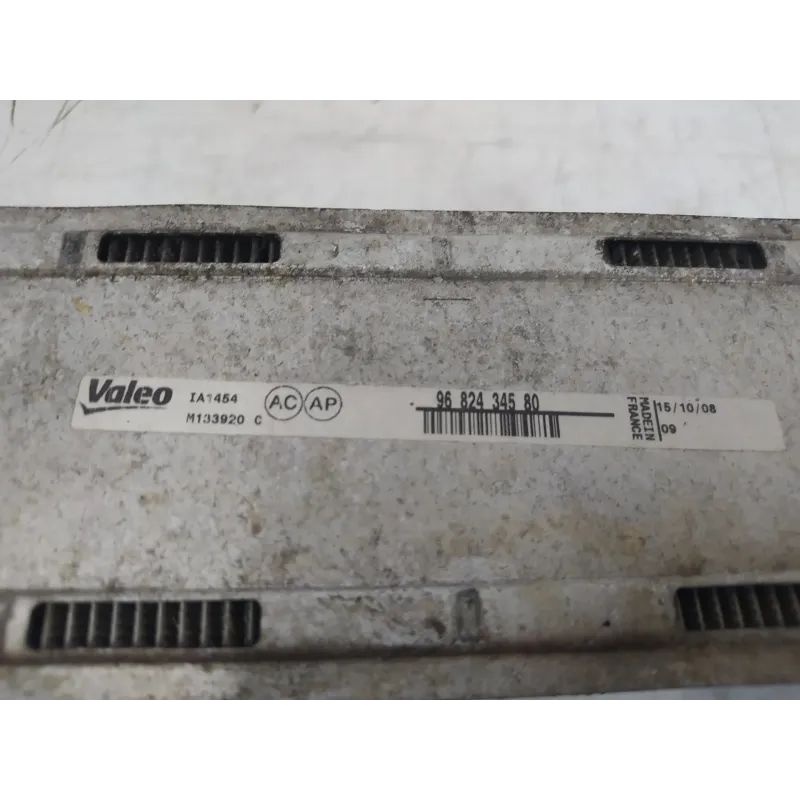 Valeo
IA1454
M133920 C
AC
AP
96 824 345 80
MADE IN
FRANCE
15/10/08
09